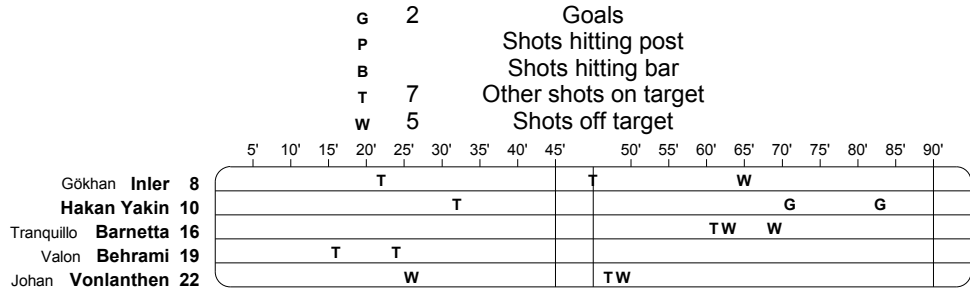 G 2 Goals
P Shots hitting post
B Shots hitting bar
T 7 Other shots on target
W 5 Shots off target
5' 10' 15' 20' 25' 30' 35' 40' 45' 50' 55' 60' 65' 70' 75' 80' 85' 90'
Gökhan Inler 8 T T W
Hakan Yakin 10 T G G
Tranquillo Barnetta 16 T W W
Valon Behrami 19 T T
Johan Vonlanthen 22 W T W